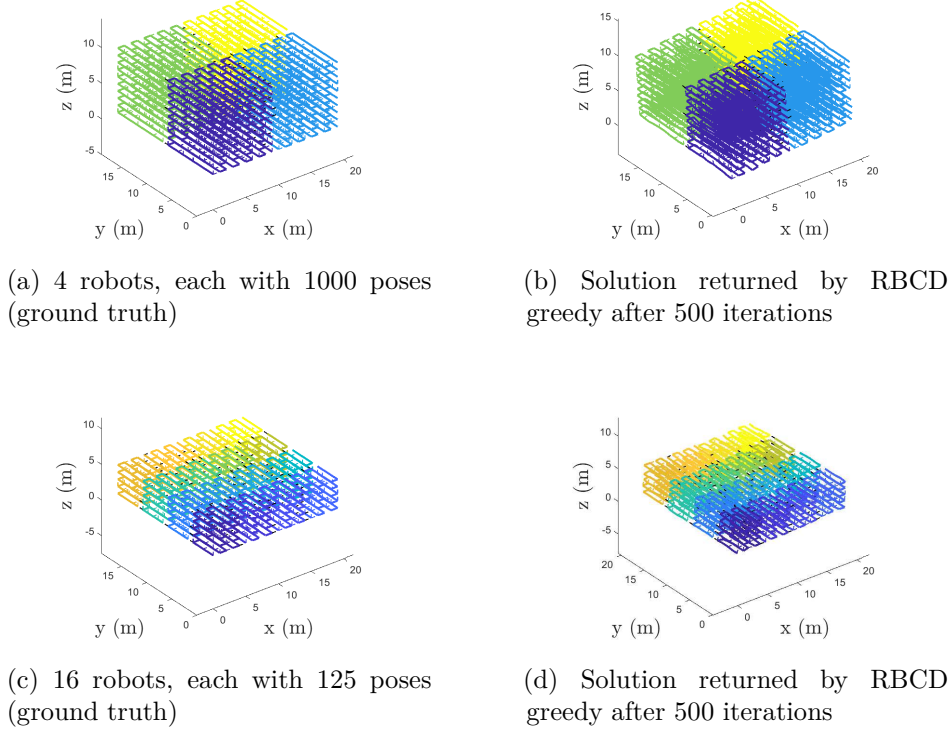 z (m)
10
5
0
-5
15
10
5
0
y (m)
0
5
10
15
20
x (m)
z (m)
15
10
5
0
15
10
5
0
y (m)
0
5
10
15
20
x (m)
(a) 4 robots, each with 1000 poses
(ground truth)
(b) Solution returned by RBCD
greedy after 500 iterations
z (m)
10
5
0
-5
15
10
5
0
y (m)
0
5
10
15
20
x (m)
z (m)
10
5
0
-5
20
15
10
5
0
y (m)
0
5
10
15
20
x (m)
(c) 16 robots, each with 125 poses
(ground truth)
(d) Solution returned by RBCD
greedy after 500 iterations